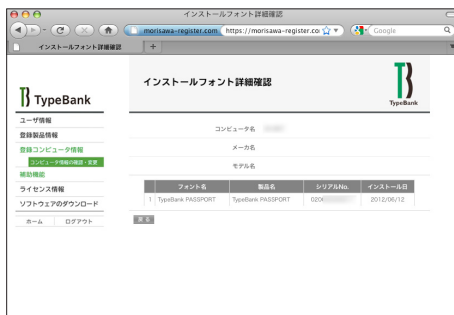 インストールフォント詳細確認
morisawa-register.com
https://morisawa-register.co
Google
インストールフォント詳細確認
TypeBank
インストールフォント詳細確認
TypeBank
ユーザ情報
登録製品情報
登録コンピュータ情報
コンピュータ情報の確認・変更
補助機能
ライセンス情報
ソフトウェアのダウンロード
ホーム ログアウト
コンピュータ名
メーカ名
モデル名
フォント名 製品名 シリアルNo. インストール日
1 TypeBank PASSPORT TypeBank PASSPORT 2012/06/12
戻る